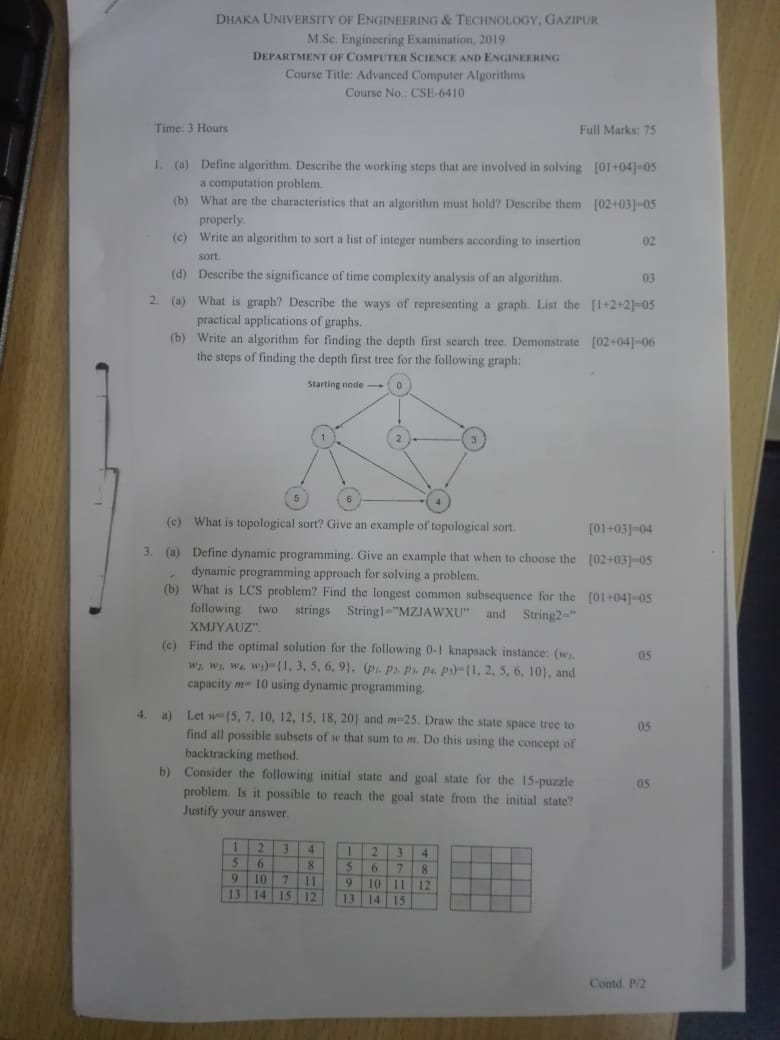 DHAKA UNIVERSITY OF ENGINEERING & TECHNOLOGY, GAZIPUR
M.Sc. Engineering Examination, 2019
DEPARTMENT OF COMPUTER SCIENCE AND ENGINEERING
Course Title: Advanced Computer Algorithms
Course No.: CSE-6410
Time: 3 Hours Full Marks: 75
1. (a) Define algorithm. Describe the working steps that are involved in solving [01+04]=05
a computation problem.
(b) What are the characteristics that an algorithm must hold? Describe them [02+03]=05
properly.
(c) Write an algorithm to sort a list of integer numbers according to insertion 02
sort.
(d) Describe the significance of time complexity analysis of an algorithm. 03
2. (a) What is graph? Describe the ways of representing a graph. List the [1+2+2]=05
practical applications of graphs.
(b) Write an algorithm for finding the depth first search tree. Demonstrate [02+04]=06
the steps of finding the depth first tree for the following graph:
Starting node 0
1 2 3
5 6 4
(c) What is topological sort? Give an example of topological sort. [01+03]=04
3. (a) Define dynamic programming. Give an example that when to choose the [02+03]=05
dynamic programming approach for solving a problem.
(b) What is LCS problem? Find the longest common subsequence for the [01+04]=05
following two strings String1="MZJAWXU" and String2="
XMJYAUZ".
(c) Find the optimal solution for the following 0-1 knapsack instance: (w1, 05
w2, w3, w4, w5)={1, 3, 5, 6, 9}, (p1, p2, p3, p4, p5)={1, 2, 5, 6, 10}, and
capacity m= 10 using dynamic programming.
4. a) Let w={5, 7, 10, 12, 15, 18, 20} and m=25. Draw the state space tree to 05
find all possible subsets of w that sum to m. Do this using the concept of
backtracking method.
b) Consider the following initial state and goal state for the 15-puzzle 05
problem. Is it possible to reach the goal state from the initial state?
Justify your answer.
1 2 3 4 1 2 3 4
5 6 8 5 6 7 8
9 10 7 11 9 10 11 12
13 14 15 12 13 14 15
Contd. P/2